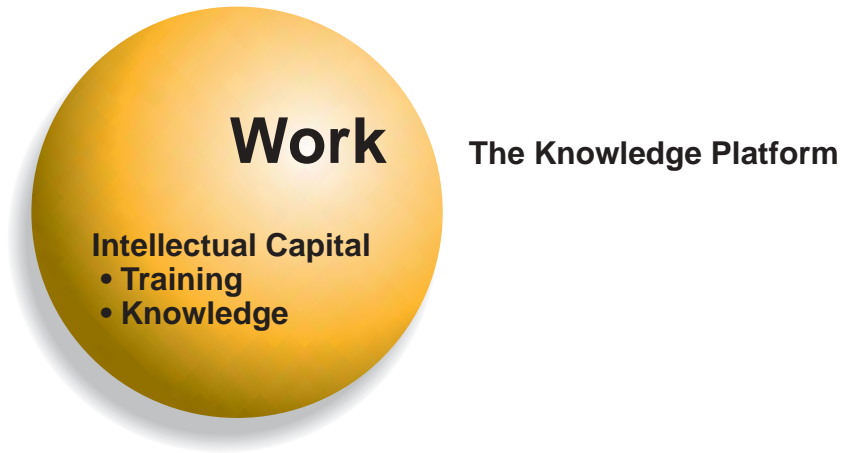 Work
The Knowledge Platform
Intellectual Capital
• Training
• Knowledge